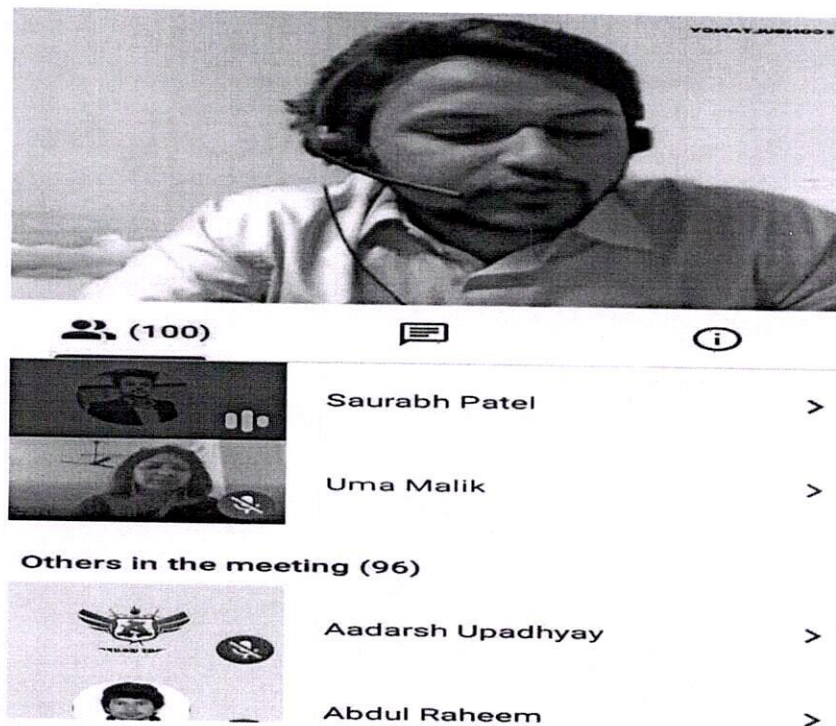 (100)
Saurabh Patel
Uma Malik
Others in the meeting (96)
Aadarsh Upadhyay
Abdul Raheem